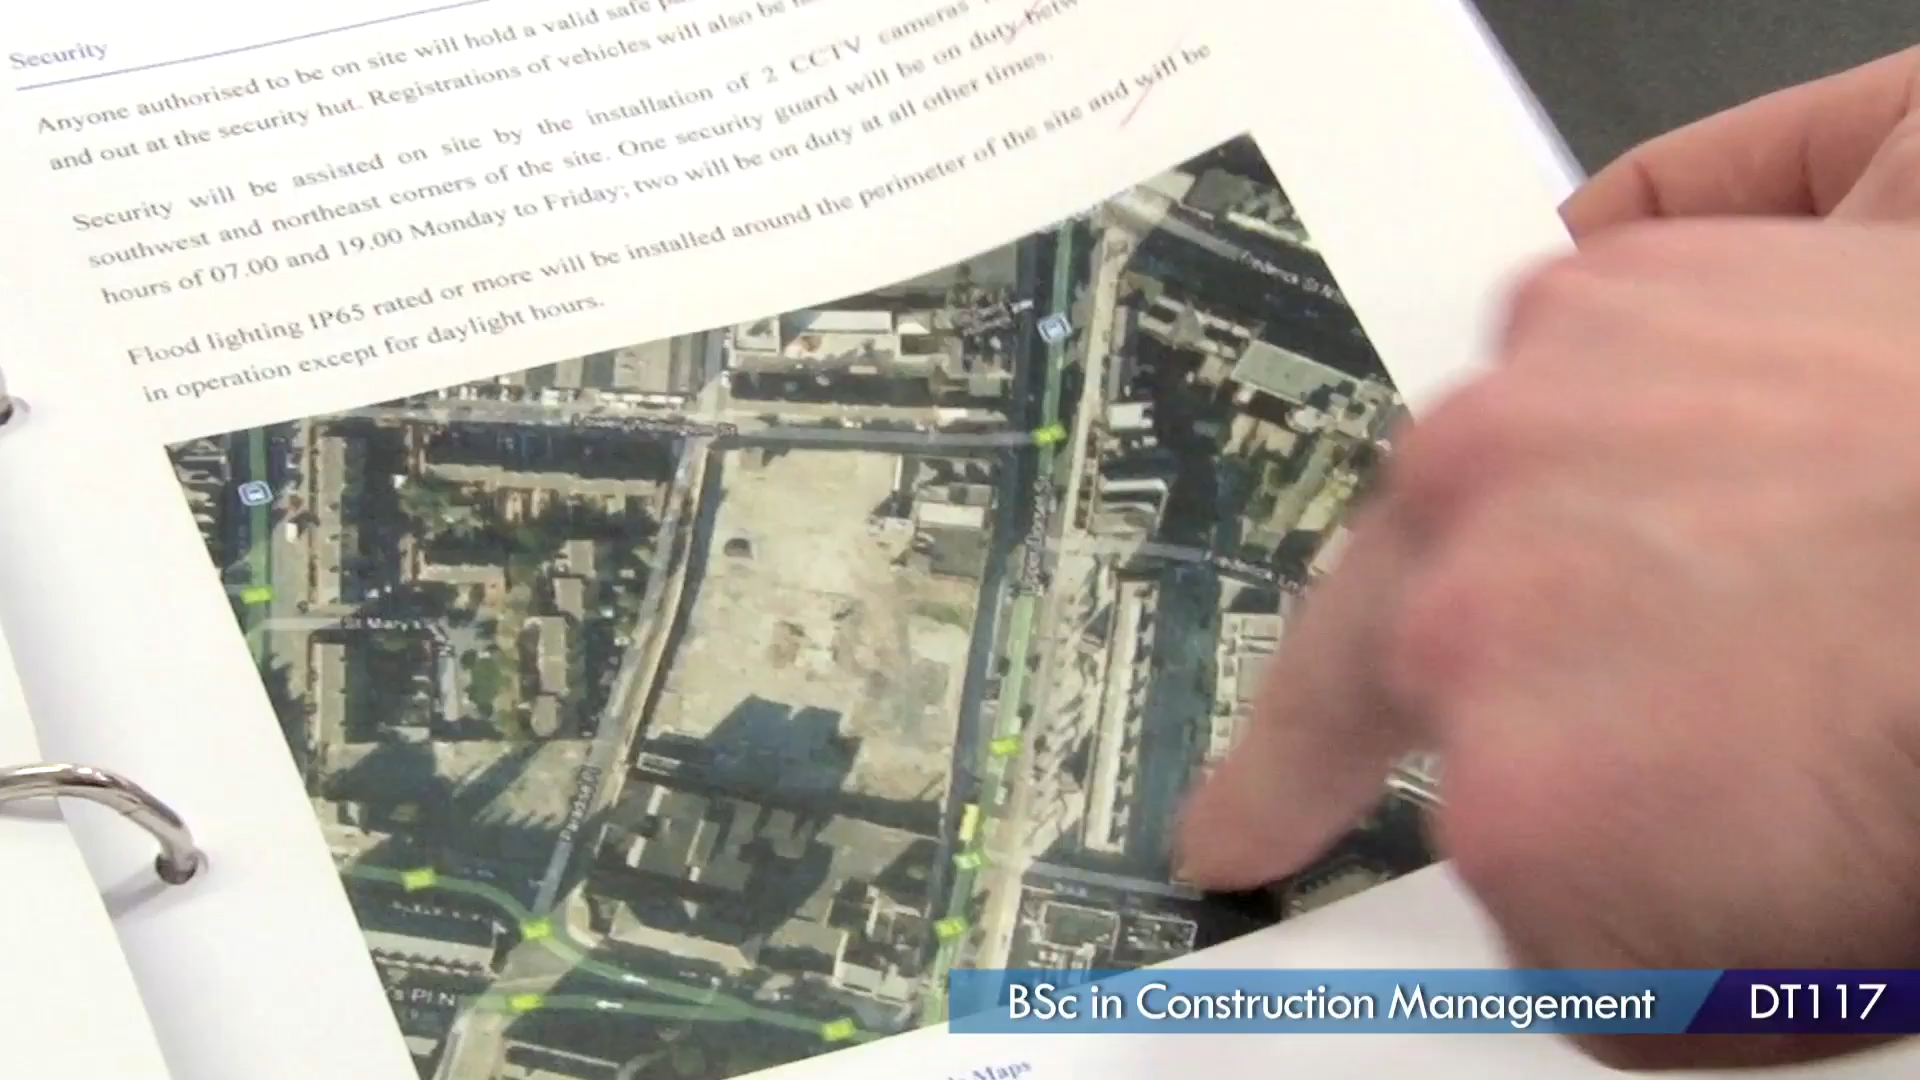 Security
Anyone authorised to be on site will hold a valid safe
and out at the security hut. Registrations of vehicles will also be
Security will be assisted on site by the installation of 2 CCTV cameras
southwest and northeast corners of the site. One security guard will be on duty
hours of 07.00 and 19.00 Monday to Friday; two will be on duty at all other times.
Flood lighting IP65 rated or more will be installed around the perimeter of the site and will be
in operation except for daylight hours.
Frederick St N
St Mary's
Paradise Pl
's Pl N
Maps
BSc in Construction Management
DT117